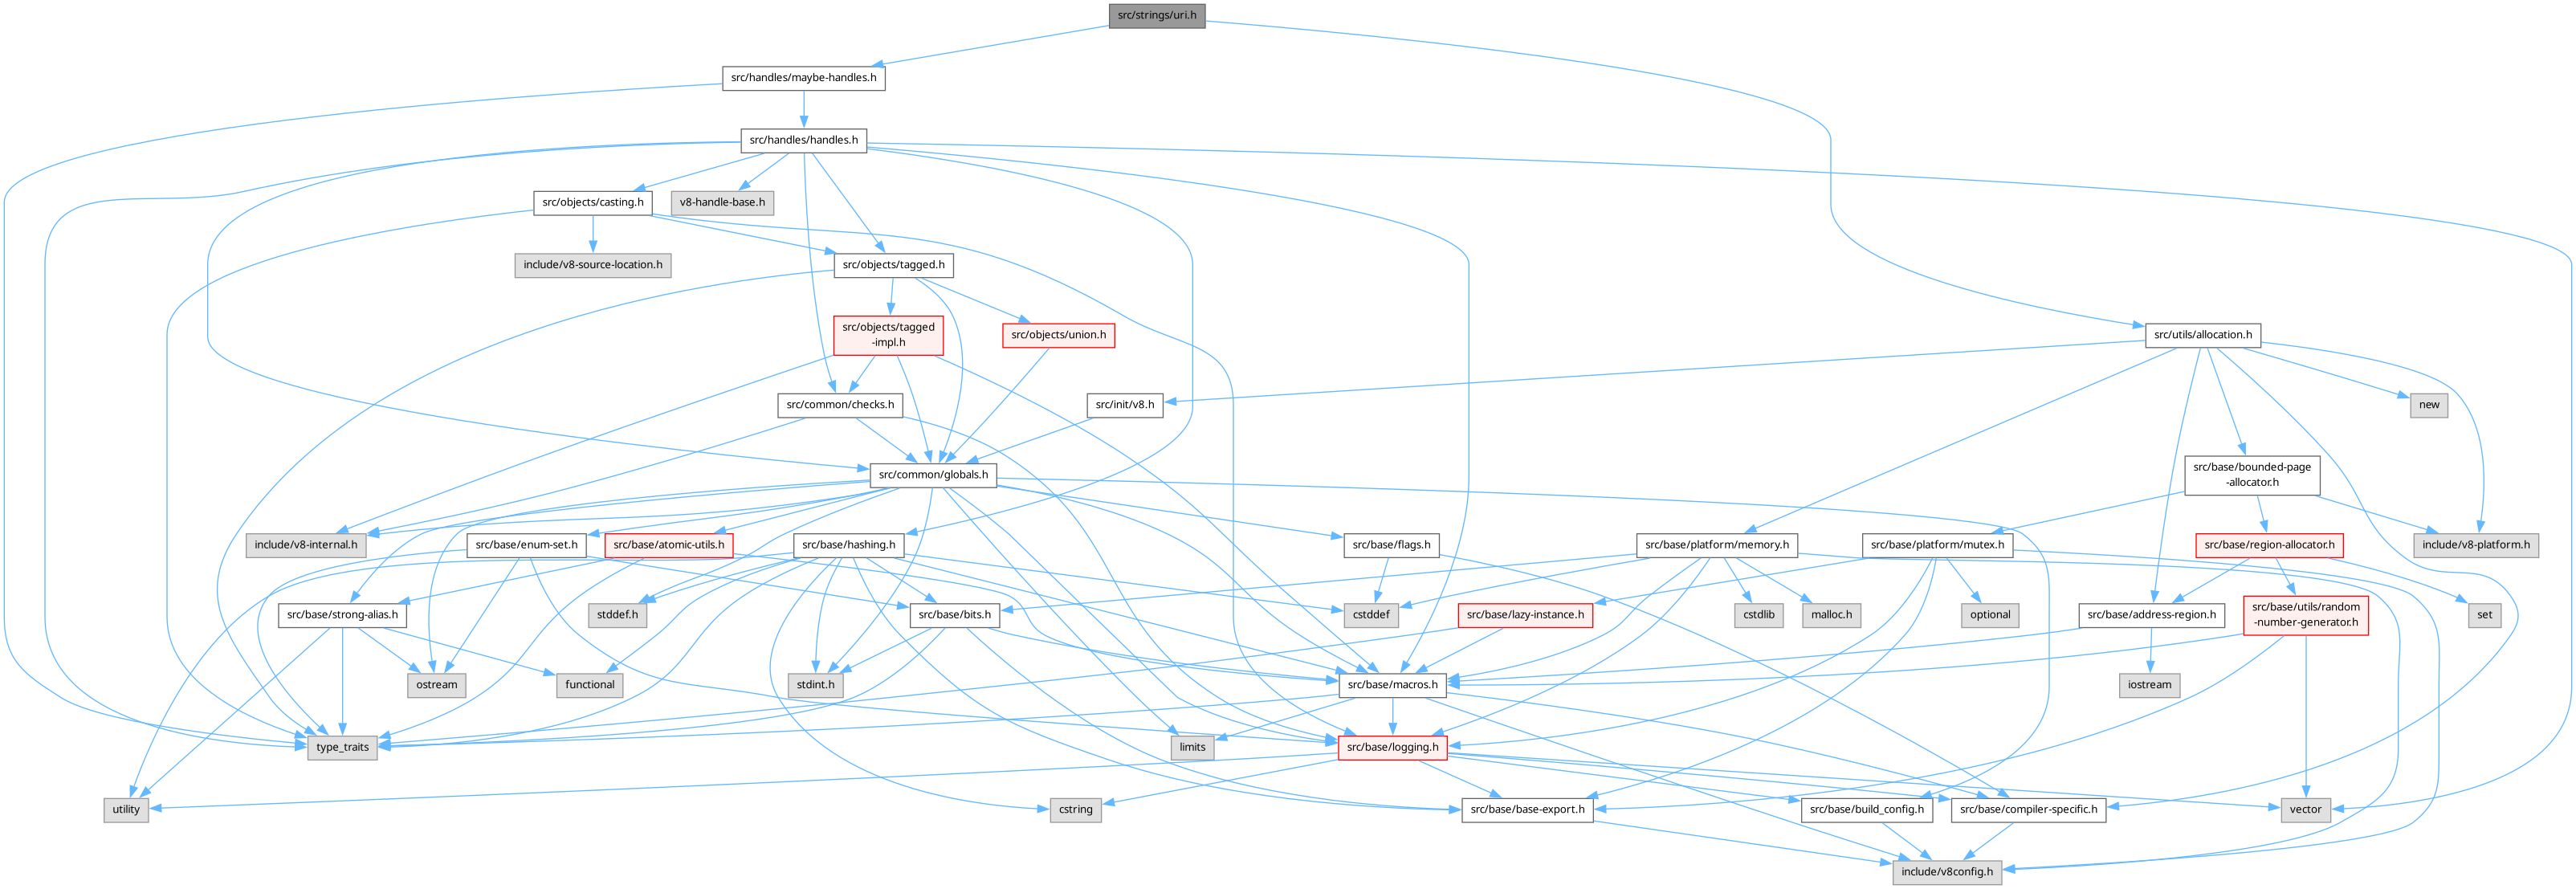 src/strings/uri.h
src/handles/maybe-handles.h
src/handles/handles.h
src/objects/casting.h
v8-handle-base.h
include/v8-source-location.h
src/objects/tagged.h
src/objects/tagged
-impl.h
src/objects/union.h
src/utils/allocation.h
src/common/checks.h
src/init/v8.h
new
src/common/globals.h
src/base/bounded-page
-allocator.h
include/v8-internal.h
src/base/enum-set.h
src/base/atomic-utils.h
src/base/hashing.h
src/base/flags.h
src/base/platform/memory.h
src/base/platform/mutex.h
src/base/region-allocator.h
include/v8-platform.h
src/base/strong-alias.h
stddef.h
src/base/bits.h
cstddef
src/base/lazy-instance.h
cstdlib
malloc.h
optional
src/base/address-region.h
src/base/utils/random
-number-generator.h
set
ostream
functional
stdint.h
src/base/macros.h
iostream
type_traits
limits
src/base/logging.h
utility
cstring
src/base/base-export.h
src/base/build_config.h
src/base/compiler-specific.h
vector
include/v8config.h